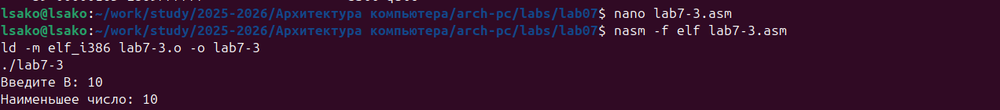 lsako@lsako:~/work/study/2025-2026/Архитектура компьютера/arch-pc/labs/lab07$ nano lab7-3.asm
lsako@lsako:~/work/study/2025-2026/Архитектура компьютера/arch-pc/labs/lab07$ nasm -f elf lab7-3.asm
ld -m elf_i386 lab7-3.o -o lab7-3
./lab7-3
Введите B: 10
Наименьшее число: 10